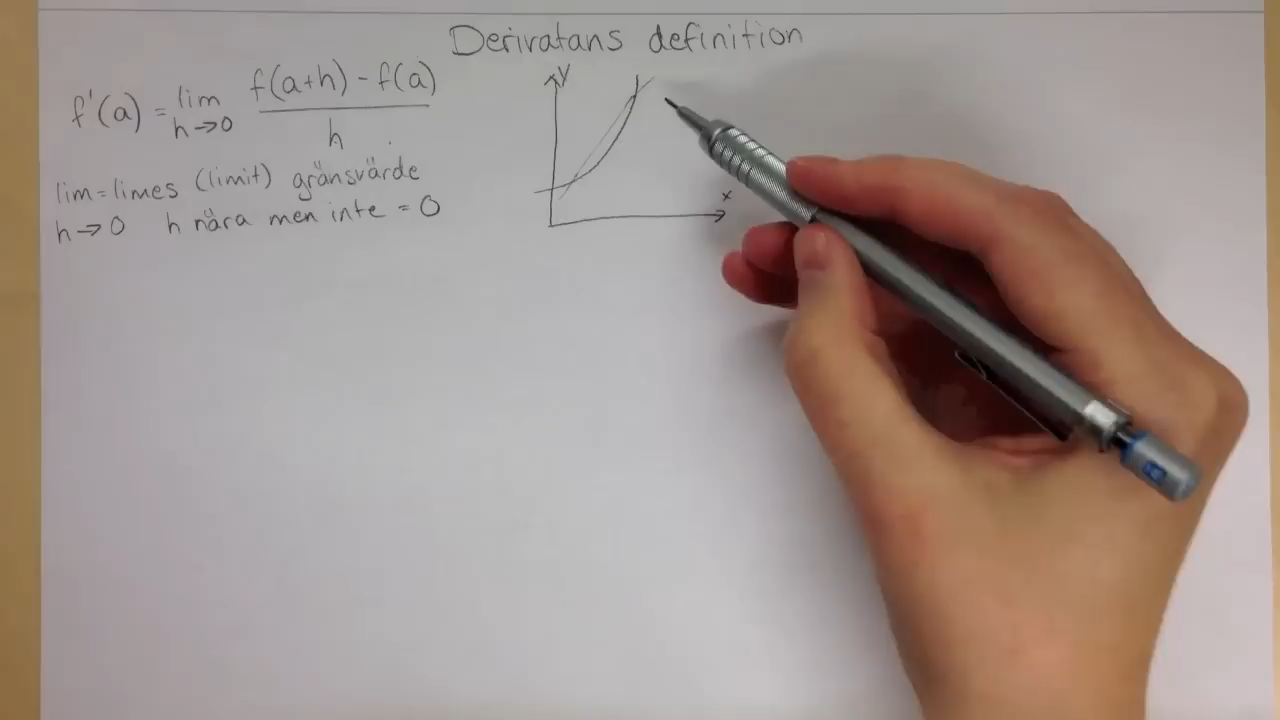 Derivatans definition
f'(a) = lim h→0 f(a+h) - f(a) / h
lim = limes (limit) gränsvärde
h → 0 h nära men inte = 0
y
x